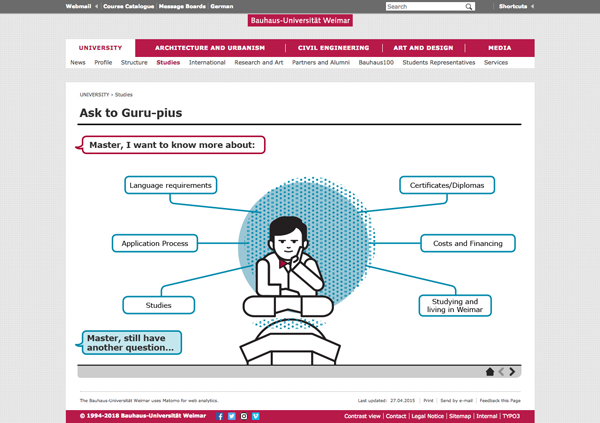 Webmail Course Catalogue Message Boards German Search Shortcuts
Bauhaus-Universität Weimar
UNIVERSITY ARCHITECTURE AND URBANISM CIVIL ENGINEERING ART AND DESIGN MEDIA
News Profile Structure Studies International Research and Art Partners and Alumni Bauhaus100 Students Representatives Services
UNIVERSITY > Studies
Ask to Guru-pius
Master, I want to know more about:
Language requirements
Certificates/Diplomas
Application Process
Costs and Financing
Studies
Studying and
living in Weimar
Master, still have
another question...
The Bauhaus-Universität Weimar uses Matomo for web analytics. Last updated: 27.04.2015 Print Send by e-mail Feedback this Page
© 1994-2018 Bauhaus-Universität Weimar Contrast view | Contact | Legal Notice | Sitemap | Internal | TYPO3